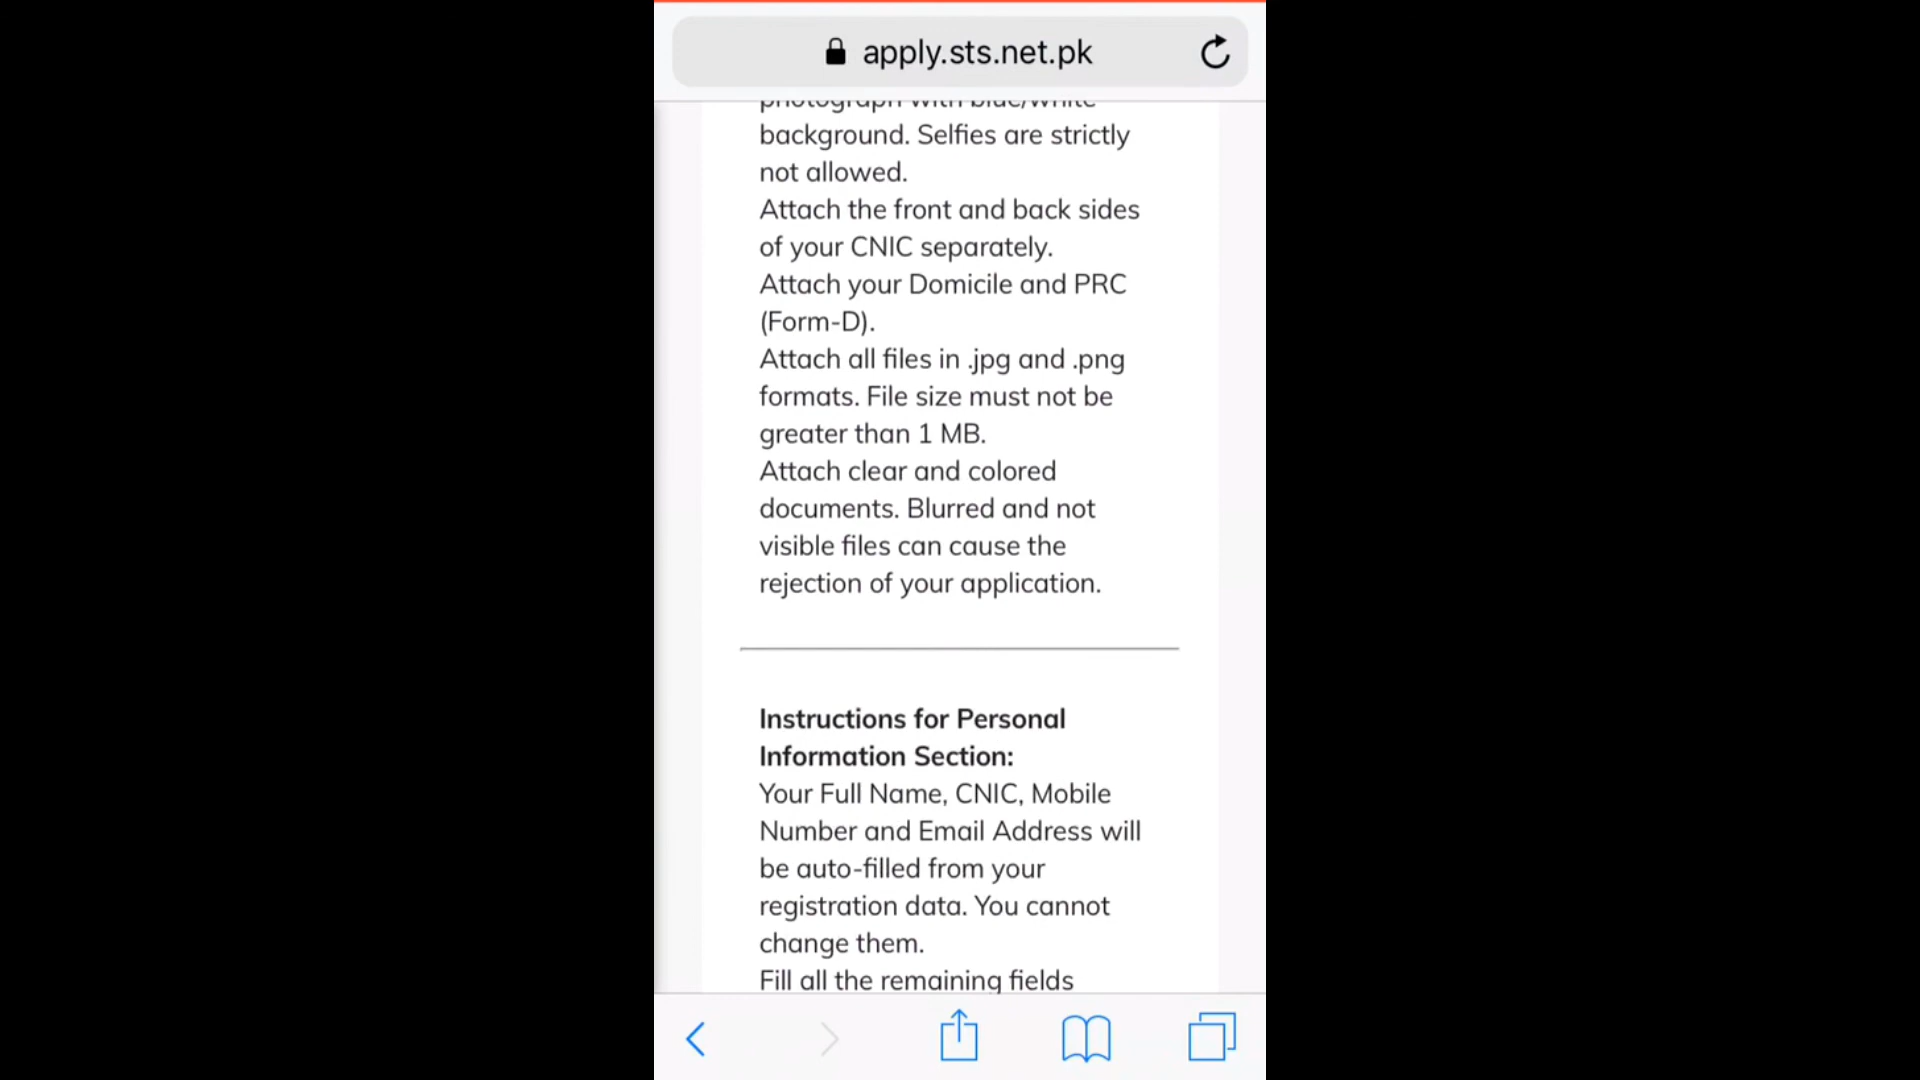 apply.sts.net.pk
photograph with blue/white
background. Selfies are strictly
not allowed.
Attach the front and back sides
of your CNIC separately.
Attach your Domicile and PRC
(Form-D).
Attach all files in .jpg and .png
formats. File size must not be
greater than 1 MB.
Attach clear and colored
documents. Blurred and not
visible files can cause the
rejection of your application.
Instructions for Personal
Information Section:
Your Full Name, CNIC, Mobile
Number and Email Address will
be auto-filled from your
registration data. You cannot
change them.
Fill all the remaining fields